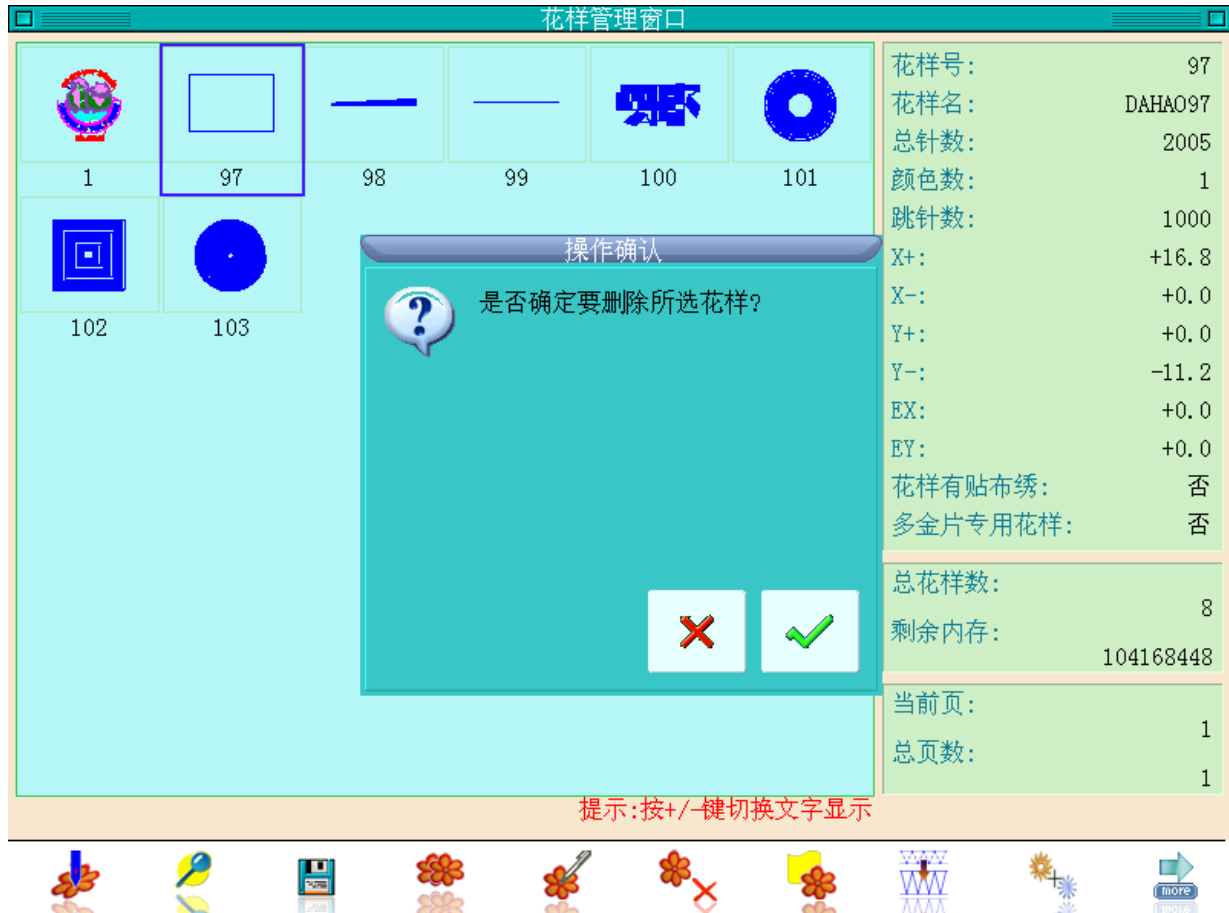 花样管理窗口
1
97
98
99
100
101
102
103
操作确认
是否确定要删除所选花样?
花样号: 97
花样名: DAHAO97
总针数: 2005
颜色数: 1
跳针数: 1000
X+: +16.8
X-: +0.0
Y+: +0.0
Y-: -11.2
EX: +0.0
EY: +0.0
花样有贴布绣: 否
多金片专用花样: 否
总花样数:
8
剩余内存:
104168448
当前页:
1
总页数:
1
提示:按+/-键切换文字显示
more